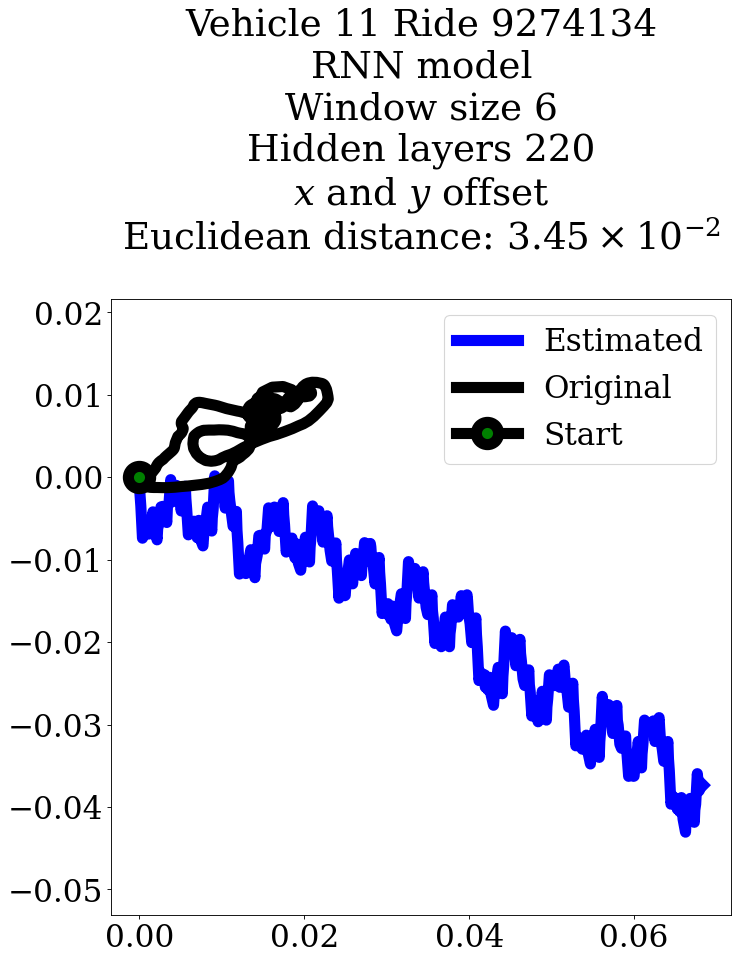 Vehicle 11 Ride 9274134
RNN model
Window size 6
Hidden layers 220
x and y offset
Euclidean distance: 3.45 × 10⁻²
Estimated
Original
Start
0.02
0.01
0.00
−0.01
−0.02
−0.03
−0.04
−0.05
0.00 0.02 0.04 0.06